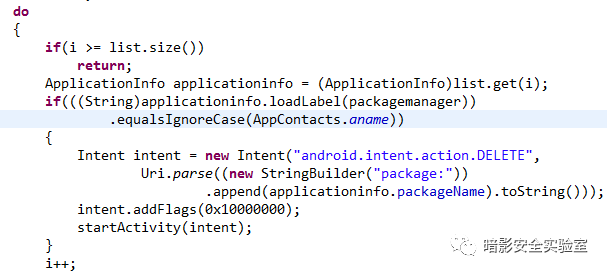 do
{
if(i >= list.size())
return;
ApplicationInfo applicationinfo = (ApplicationInfo)list.get(i);
if(((String)applicationinfo.loadLabel(packagemanager))
.equalsIgnoreCase(AppContacts.aname))
{
Intent intent = new Intent("android.intent.action.DELETE",
Uri.parse((new StringBuilder("package:"))
.append(applicationinfo.packageName).toString()));
intent.addFlags(0x10000000);
startActivity(intent);
}
i++;
暗影安全实验室